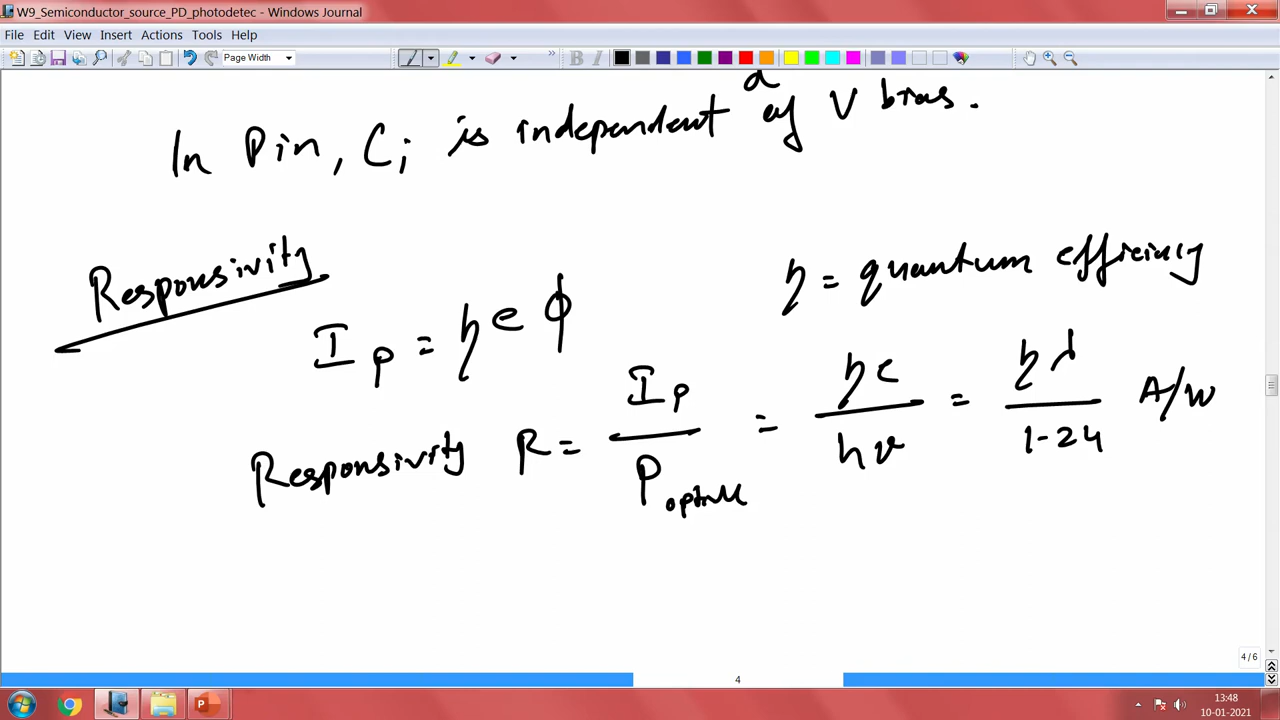 W9_Semiconductor_source_PD_photodetec - Windows Journal
File Edit View Insert Actions Tools Help
Page Width
B I
In Pin, Ci is independent of V bias.
Responsivity
η = quantum efficiency
Ip = η e ϕ
Responsivity R = Ip / Poptical = ηe / hν = ηλ / 1.24 A/W
4/6
4
13:48
10-01-2021